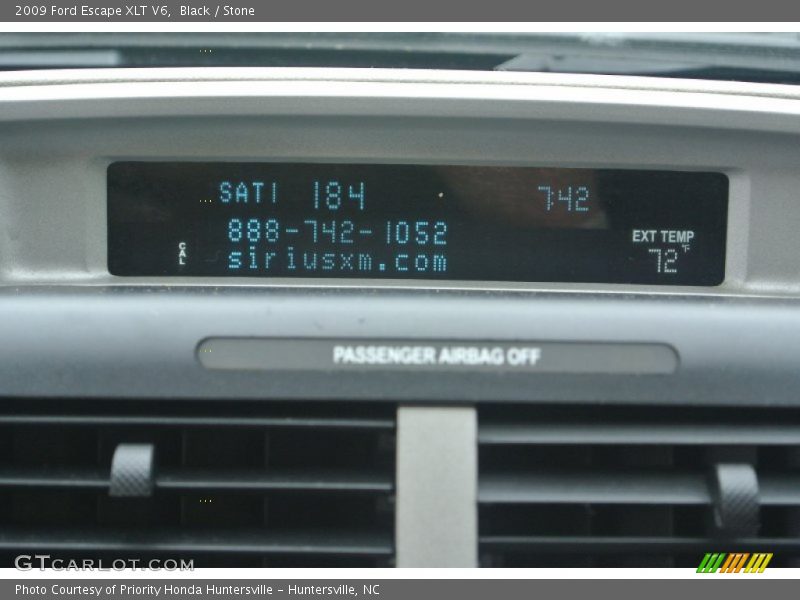 2009 Ford Escape XLT V6, Black / Stone
SAT1 184 7:42
888-742-1052
EXT TEMP
CAL siriusxm.com 72°F
PASSENGER AIRBAG OFF
GTCARLOT.COM
Photo Courtesy of Priority Honda Huntersville - Huntersville, NC